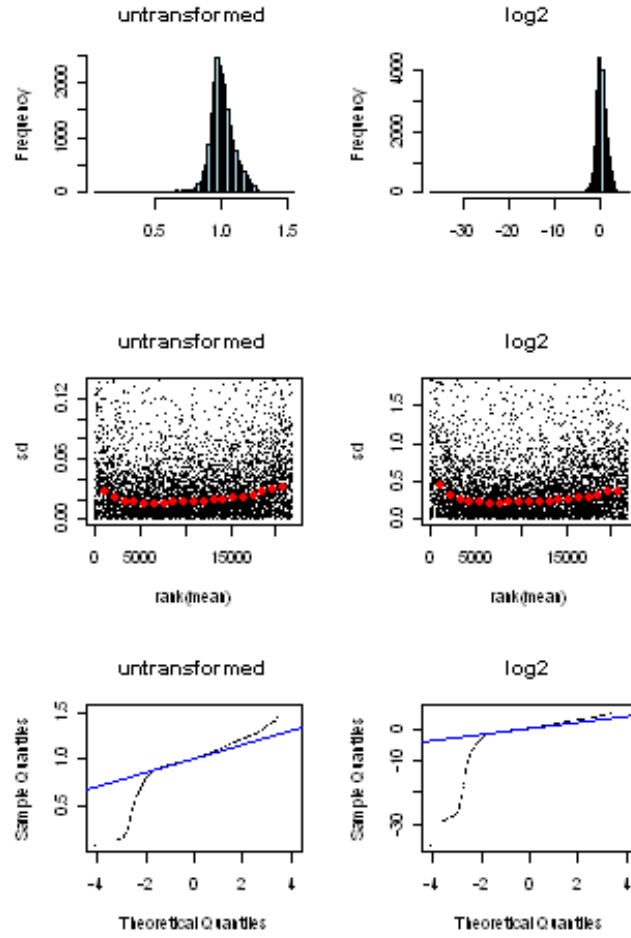 untransformed log2
Frequency
0 1000 2000
0.5 1.0 1.5
Frequency
0 2000 4000
-30 -20 -10 0
untransformed log2
sd
0.00 0.06 0.12
0 5000 15000
rank(mean)
sd
0.0 0.5 1.0 1.5
0 5000 15000
rank(mean)
untransformed log2
Sample Quantiles
0.5 1.0 1.5
-4 -2 0 2 4
Theoretical Quantiles
Sample Quantiles
-30 -10 0
-4 -2 0 2 4
Theoretical Quantiles